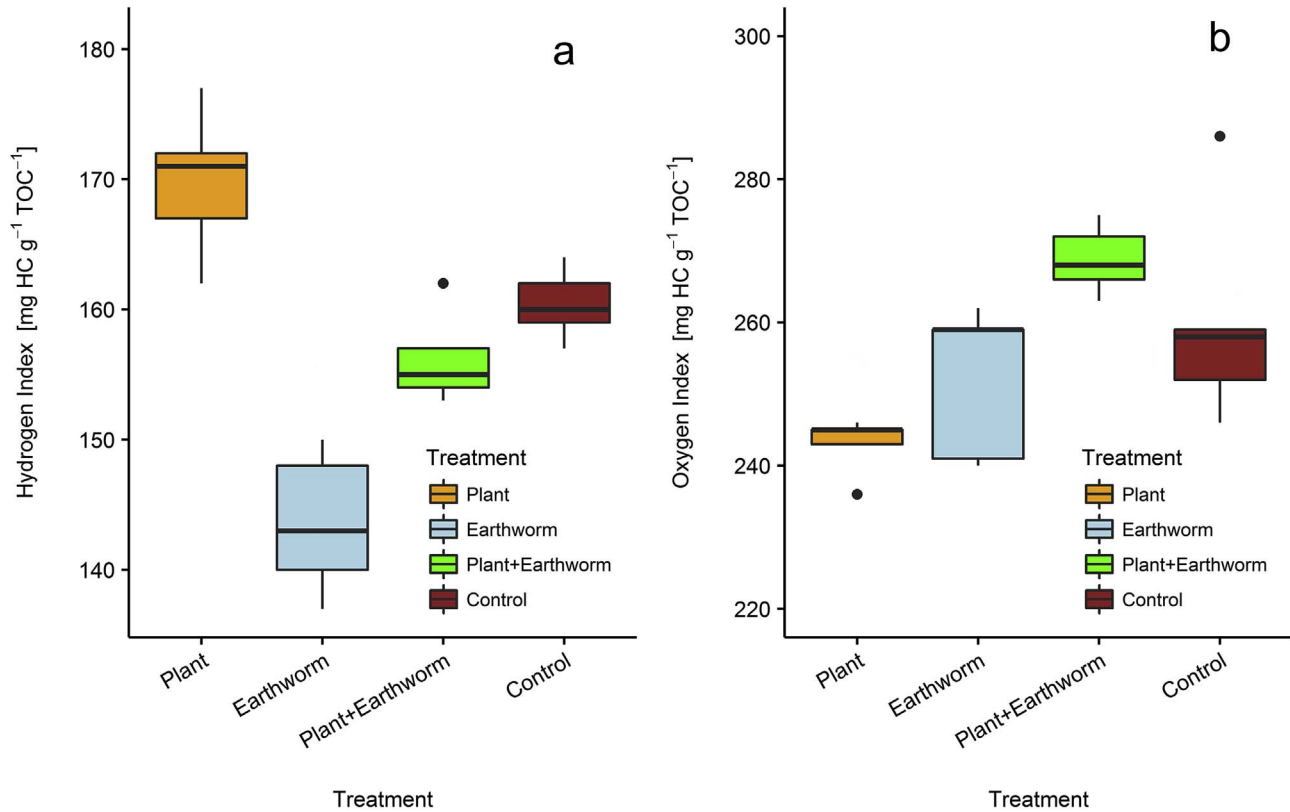 a
Hydrogen Index [mg HC g⁻¹ TOC⁻¹]
180
170
160
150
140
Treatment
Plant
Earthworm
Plant+Earthworm
Control
Plant
Earthworm
Plant+Earthworm
Control
Treatment
b
Oxygen Index [mg HC g⁻¹ TOC⁻¹]
300
280
260
240
220
Treatment
Plant
Earthworm
Plant+Earthworm
Control
Plant
Earthworm
Plant+Earthworm
Control
Treatment